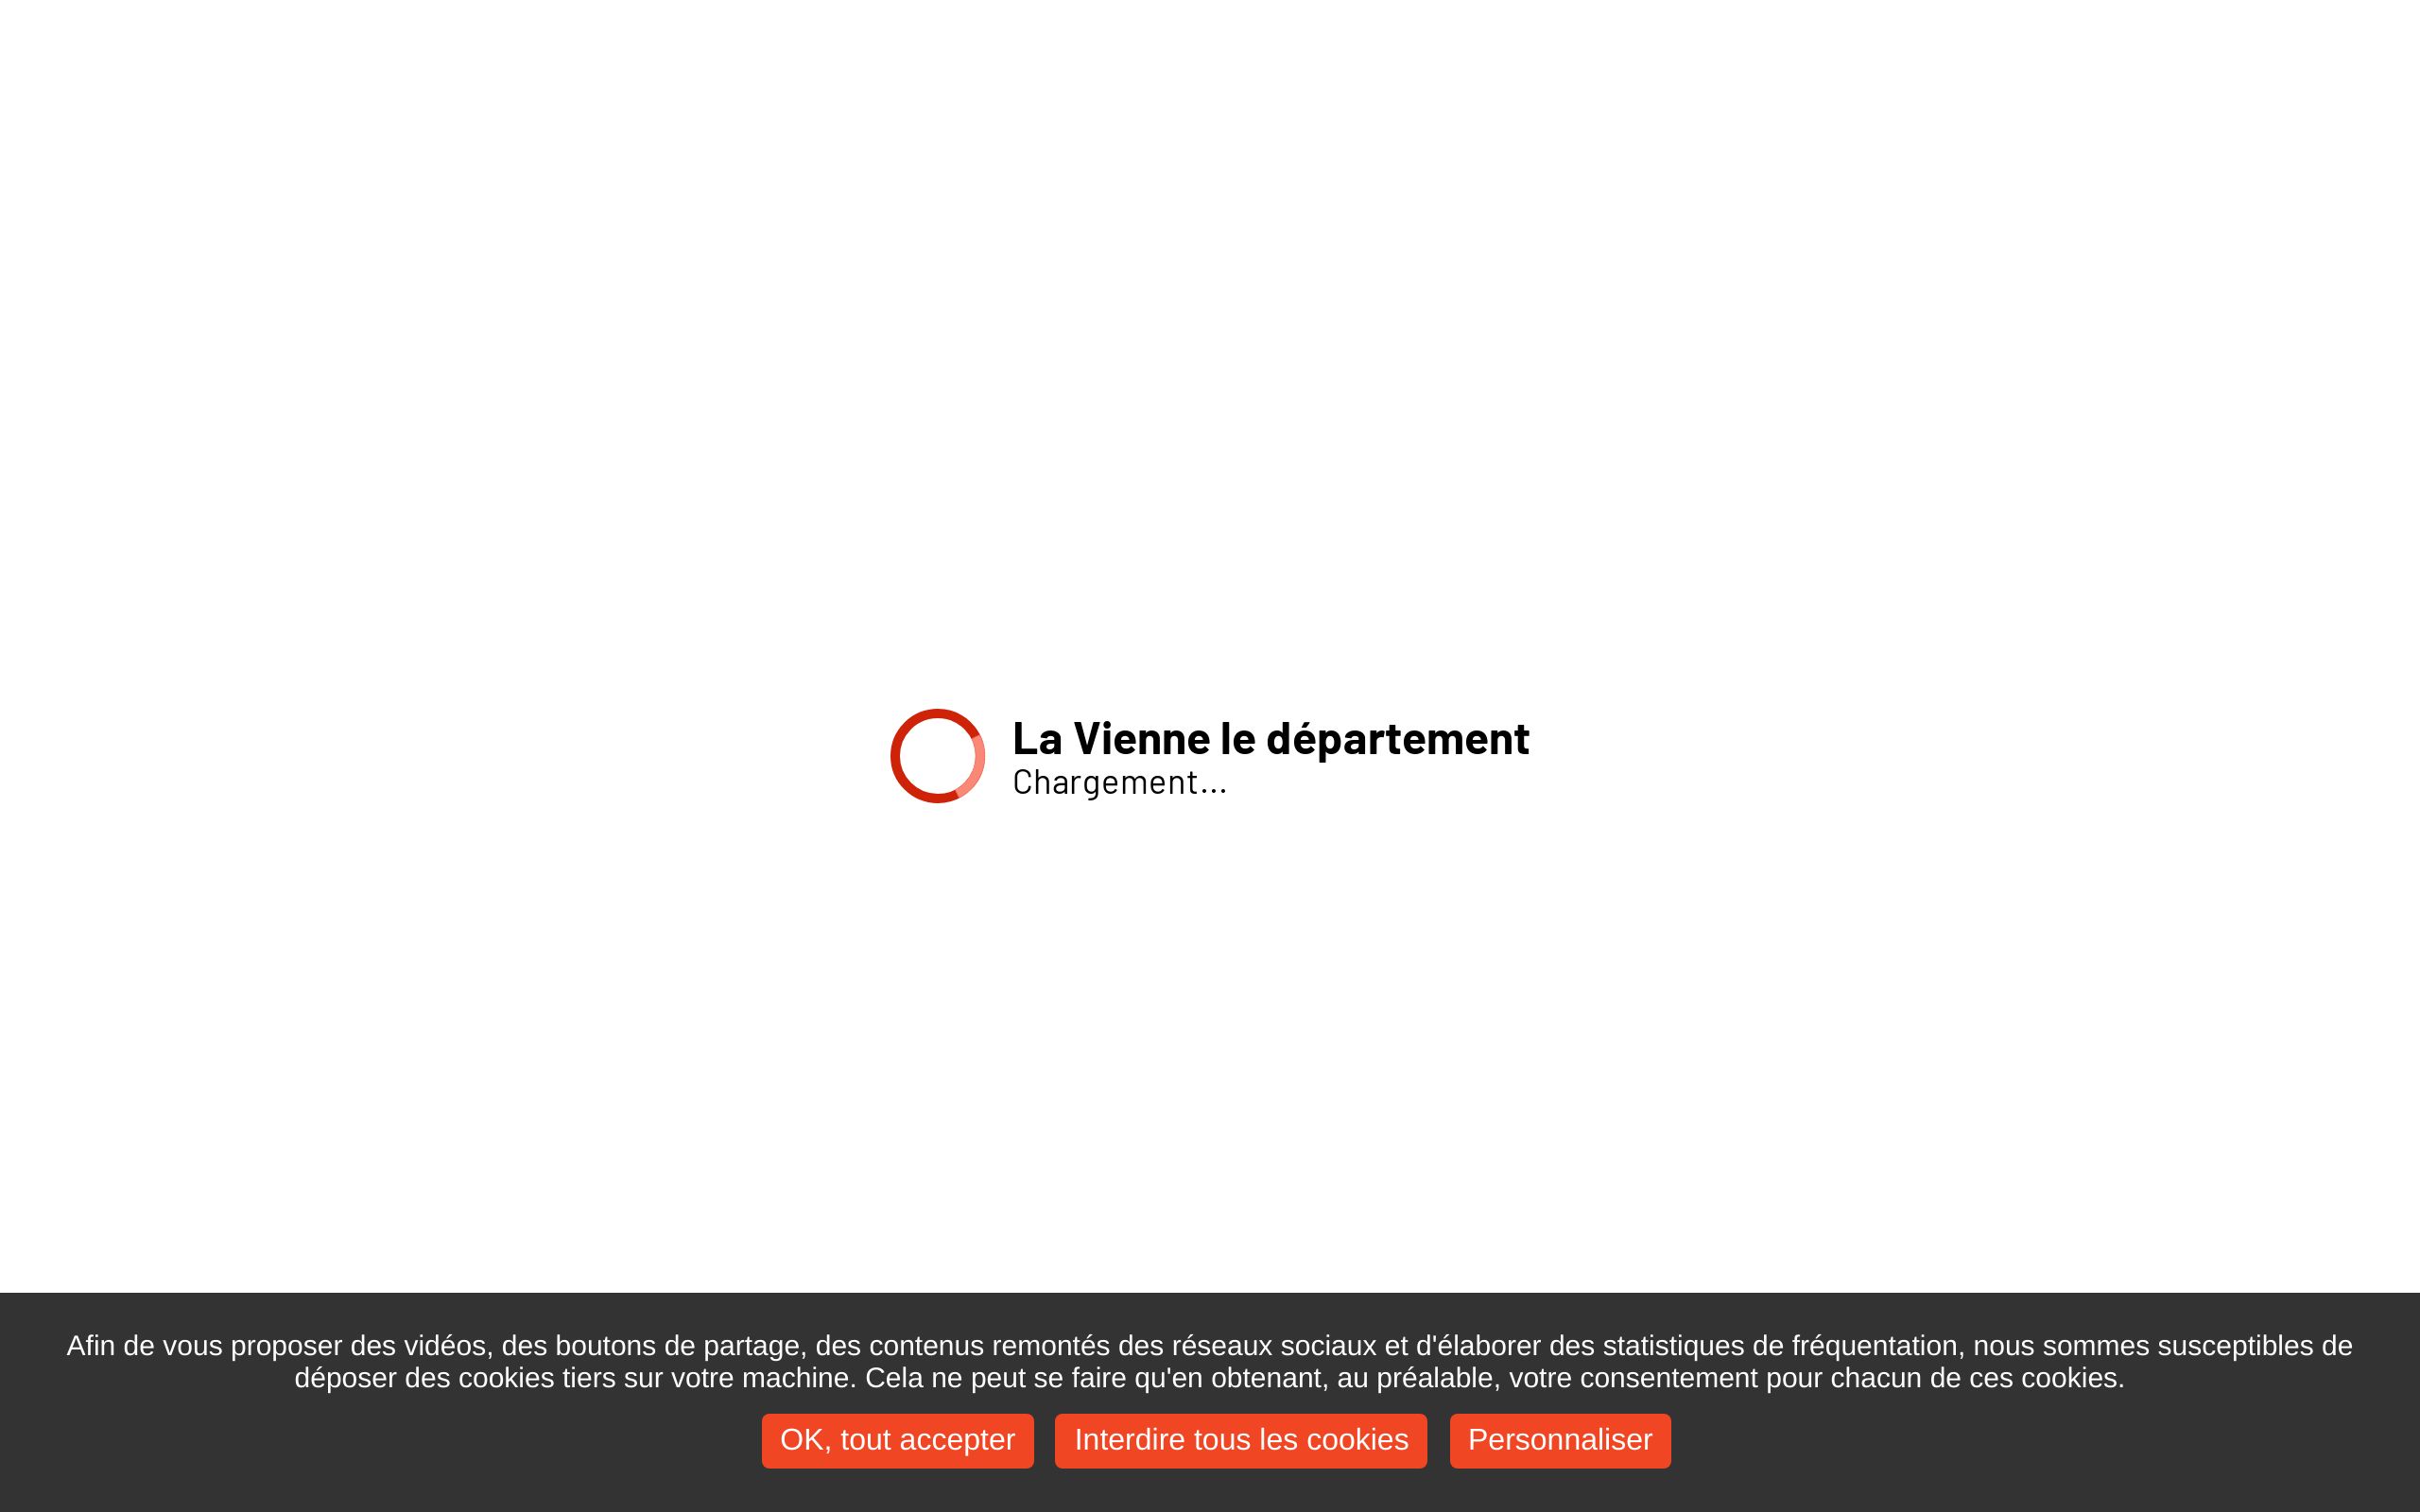 La Vienne le département
Chargement...
Afin de vous proposer des vidéos, des boutons de partage, des contenus remontés des réseaux sociaux et d'élaborer des statistiques de fréquentation, nous sommes susceptibles de
déposer des cookies tiers sur votre machine. Cela ne peut se faire qu'en obtenant, au préalable, votre consentement pour chacun de ces cookies.
OK, tout accepter
Interdire tous les cookies
Personnaliser